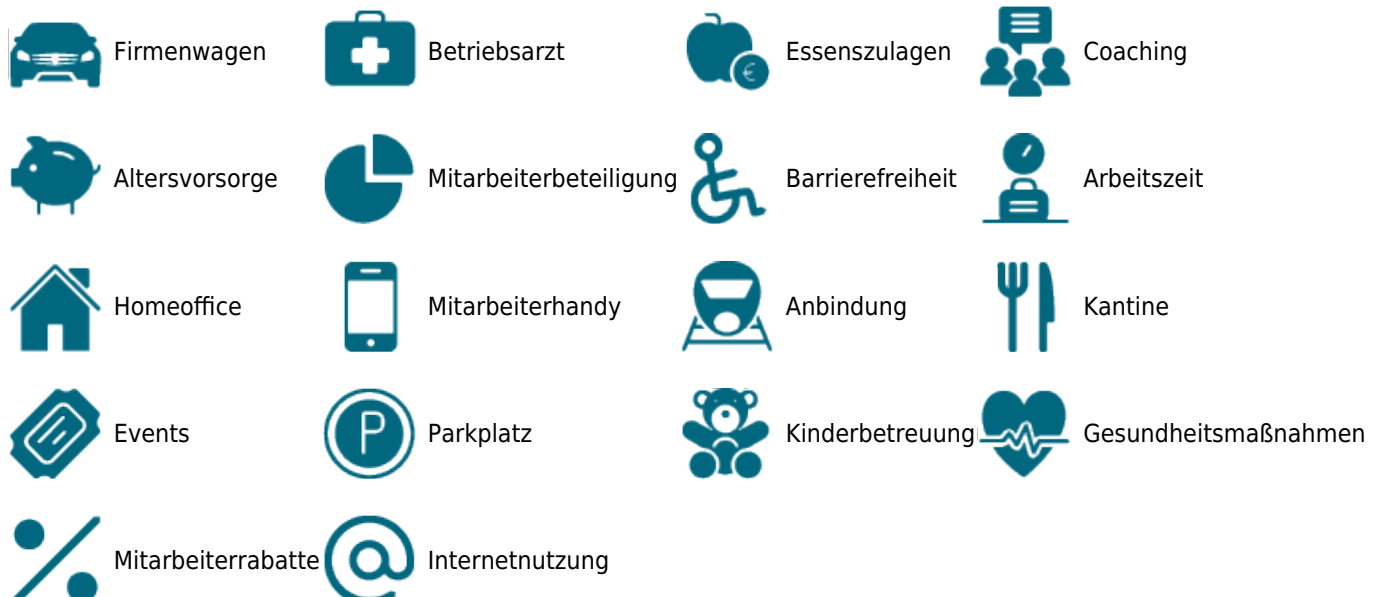 Firmenwagen Betriebsarzt Essenszulagen Coaching
Altersvorsorge Mitarbeiterbeteiligung Barrierefreiheit Arbeitszeit
Homeoffice Mitarbeiterhandy Anbindung Kantine
Events P Parkplatz Kinderbetreuung Gesundheitsmaßnahmen
Mitarbeiterrabatte Internetnutzung